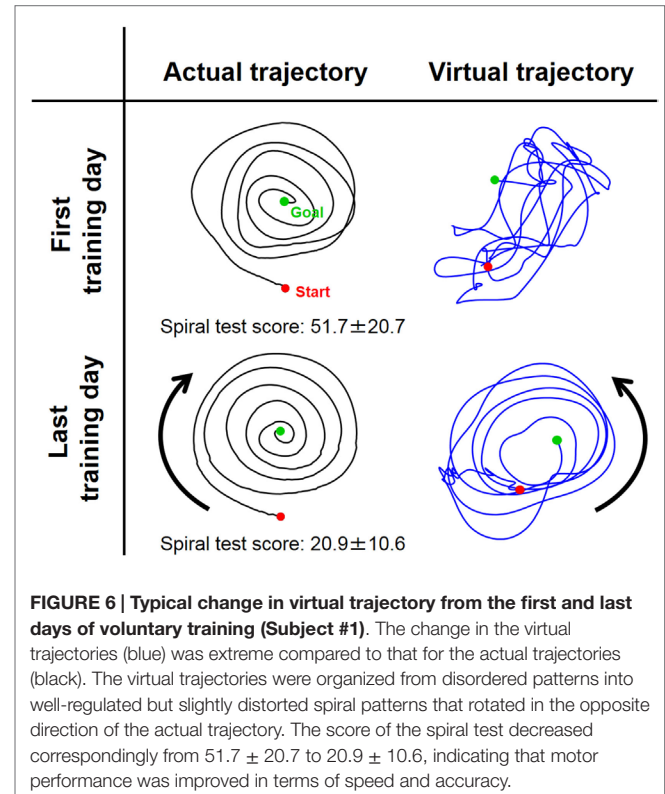 Actual trajectory Virtual trajectory
First
training day
Goal
Start
Spiral test score: 51.7±20.7
Last
training day
Spiral test score: 20.9±10.6
FIGURE 6 | Typical change in virtual trajectory from the first and last
days of voluntary training (Subject #1). The change in the virtual
trajectories (blue) was extreme compared to that for the actual trajectories
(black). The virtual trajectories were organized from disordered patterns into
well-regulated but slightly distorted spiral patterns that rotated in the opposite
direction of the actual trajectory. The score of the spiral test decreased
correspondingly from 51.7 ± 20.7 to 20.9 ± 10.6, indicating that motor
performance was improved in terms of speed and accuracy.